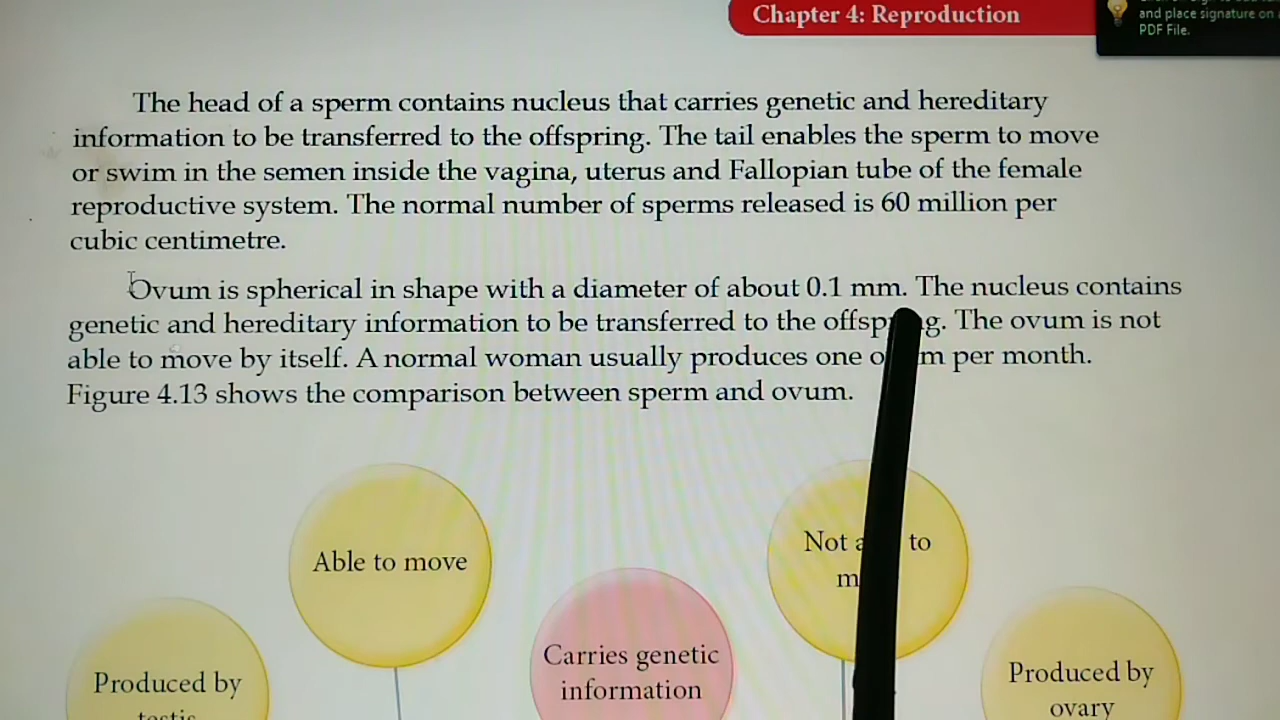 Chapter 4: Reproduction
and place signature on
PDF File.
The head of a sperm contains nucleus that carries genetic and hereditary
information to be transferred to the offspring. The tail enables the sperm to move
or swim in the semen inside the vagina, uterus and Fallopian tube of the female
reproductive system. The normal number of sperms released is 60 million per
cubic centimetre.
Ovum is spherical in shape with a diameter of about 0.1 mm. The nucleus contains
genetic and hereditary information to be transferred to the The ovum is not
able to move by itself. A normal woman usually produces one per month.
Figure 4.13 shows the comparison between sperm and ovum.
Able to move
Not to
Carries genetic
information
Produced by
Produced by
ovary